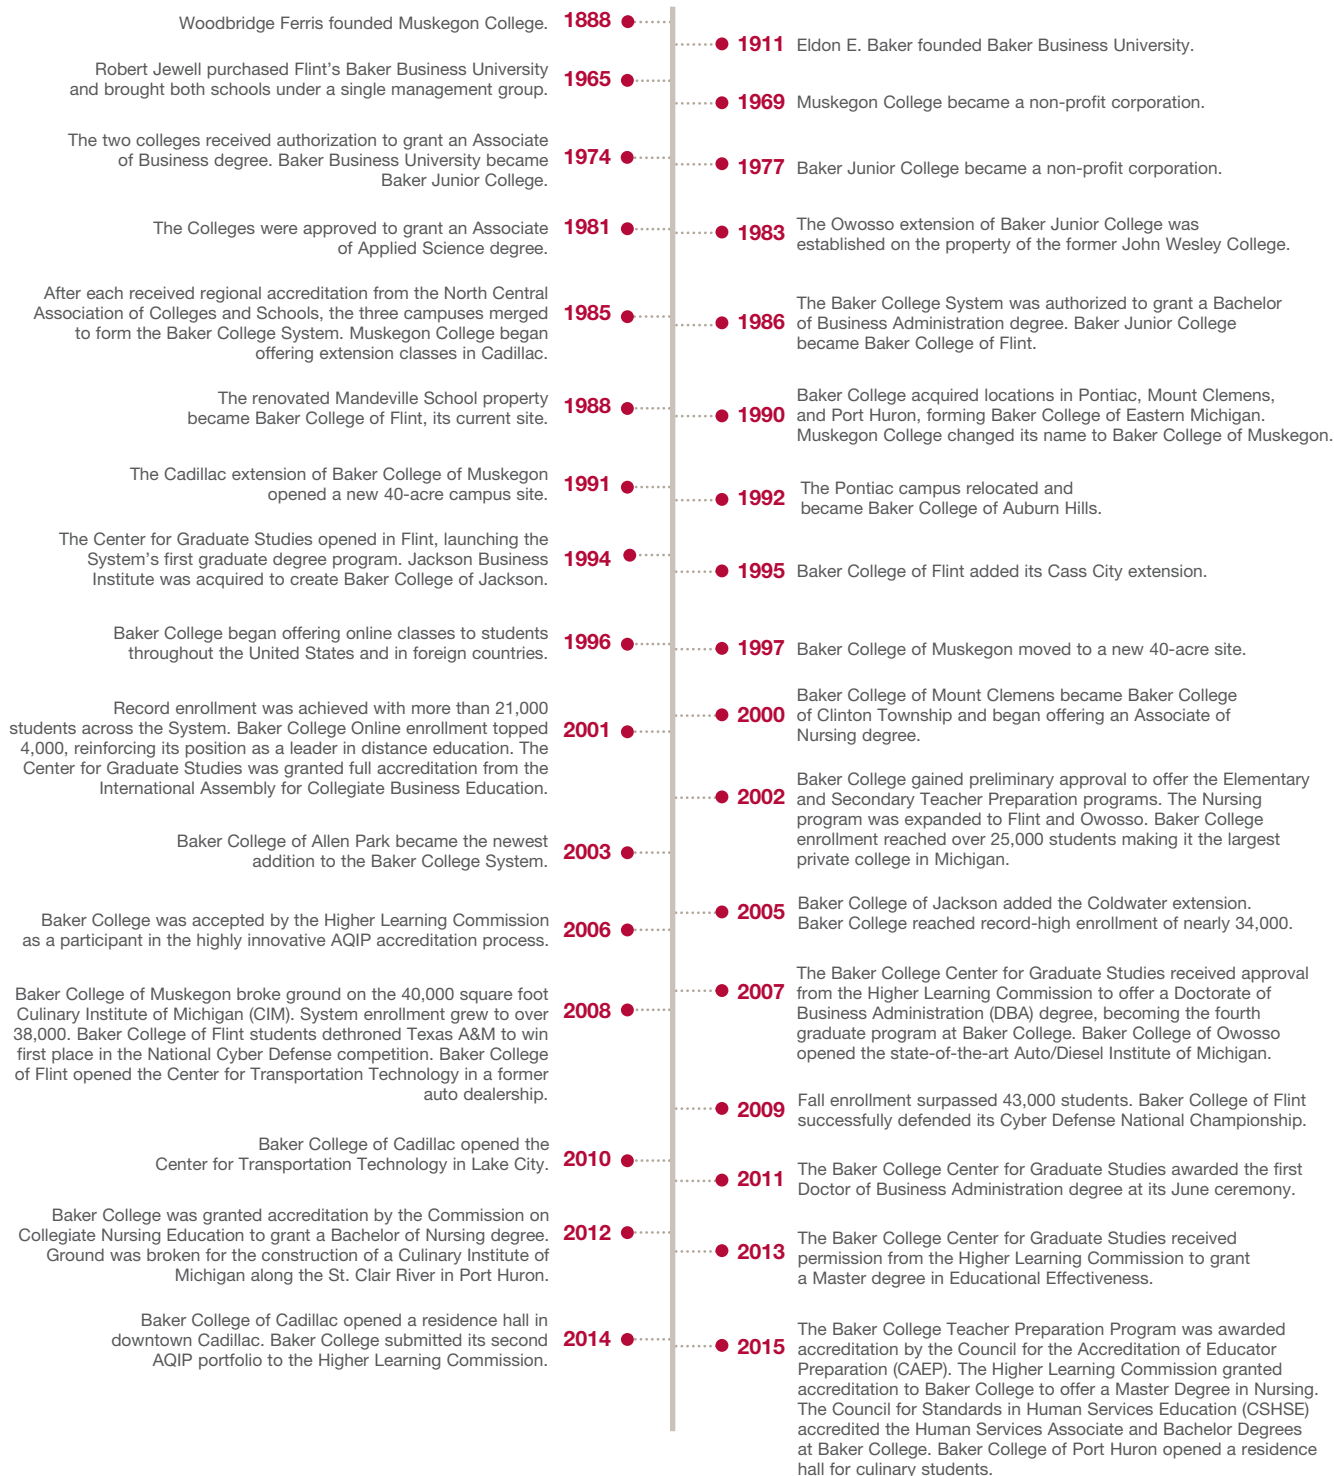 1888
Woodbridge Ferris founded Muskegon College.
1911
Eldon E. Baker founded Baker Business University.
1965
Robert Jewell purchased Flint’s Baker Business University
and brought both schools under a single management group.
1969
Muskegon College became a non-profit corporation.
1974
The two colleges received authorization to grant an Associate
of Business degree. Baker Business University became
Baker Junior College.
1977
Baker Junior College became a non-profit corporation.
1981
The Colleges were approved to grant an Associate
of Applied Science degree.
1983
The Owosso extension of Baker Junior College was
established on the property of the former John Wesley College.
1985
After each received regional accreditation from the North Central
Association of Colleges and Schools, the three campuses merged
to form the Baker College System. Muskegon College began
offering extension classes in Cadillac.
1986
The Baker College System was authorized to grant a Bachelor
of Business Administration degree. Baker Junior College
became Baker College of Flint.
1988
The renovated Mandeville School property
became Baker College of Flint, its current site.
1990
Baker College acquired locations in Pontiac, Mount Clemens,
and Port Huron, forming Baker College of Eastern Michigan.
Muskegon College changed its name to Baker College of Muskegon.
1991
The Cadillac extension of Baker College of Muskegon
opened a new 40-acre campus site.
1992
The Pontiac campus relocated and
became Baker College of Auburn Hills.
1994
The Center for Graduate Studies opened in Flint, launching the
System’s first graduate degree program. Jackson Business
Institute was acquired to create Baker College of Jackson.
1995
Baker College of Flint added its Cass City extension.
1996
Baker College began offering online classes to students
throughout the United States and in foreign countries.
1997
Baker College of Muskegon moved to a new 40-acre site.
2000
Baker College of Mount Clemens became Baker College
of Clinton Township and began offering an Associate of
Nursing degree.
2001
Record enrollment was achieved with more than 21,000
students across the System. Baker College Online enrollment topped
4,000, reinforcing its position as a leader in distance education. The
Center for Graduate Studies was granted full accreditation from the
International Assembly for Collegiate Business Education.
2002
Baker College gained preliminary approval to offer the Elementary
and Secondary Teacher Preparation programs. The Nursing
program was expanded to Flint and Owosso. Baker College
enrollment reached over 25,000 students making it the largest
private college in Michigan.
2003
Baker College of Allen Park became the newest
addition to the Baker College System.
2005
Baker College of Jackson added the Coldwater extension.
Baker College reached record-high enrollment of nearly 34,000.
2006
Baker College was accepted by the Higher Learning Commission
as a participant in the highly innovative AQIP accreditation process.
2007
The Baker College Center for Graduate Studies received approval
from the Higher Learning Commission to offer a Doctorate of
Business Administration (DBA) degree, becoming the fourth
graduate program at Baker College. Baker College of Owosso
opened the state-of-the-art Auto/Diesel Institute of Michigan.
2008
Baker College of Muskegon broke ground on the 40,000 square foot
Culinary Institute of Michigan (CIM). System enrollment grew to over
38,000. Baker College of Flint students dethroned Texas A&M to win
first place in the National Cyber Defense competition. Baker College
of Flint opened the Center for Transportation Technology in a former
auto dealership.
2009
Fall enrollment surpassed 43,000 students. Baker College of Flint
successfully defended its Cyber Defense National Championship.
2010
Baker College of Cadillac opened the
Center for Transportation Technology in Lake City.
2011
The Baker College Center for Graduate Studies awarded the first
Doctor of Business Administration degree at its June ceremony.
2012
Baker College was granted accreditation by the Commission on
Collegiate Nursing Education to grant a Bachelor of Nursing degree.
Ground was broken for the construction of a Culinary Institute of
Michigan along the St. Clair River in Port Huron.
2013
The Baker College Center for Graduate Studies received
permission from the Higher Learning Commission to grant
a Master degree in Educational Effectiveness.
2014
Baker College of Cadillac opened a residence hall in
downtown Cadillac. Baker College submitted its second
AQIP portfolio to the Higher Learning Commission.
2015
The Baker College Teacher Preparation Program was awarded
accreditation by the Council for the Accreditation of Educator
Preparation (CAEP). The Higher Learning Commission granted
accreditation to Baker College to offer a Master Degree in Nursing.
The Council for Standards in Human Services Education (CSHSE)
accredited the Human Services Associate and Bachelor Degrees
at Baker College. Baker College of Port Huron opened a residence
hall for culinary students.